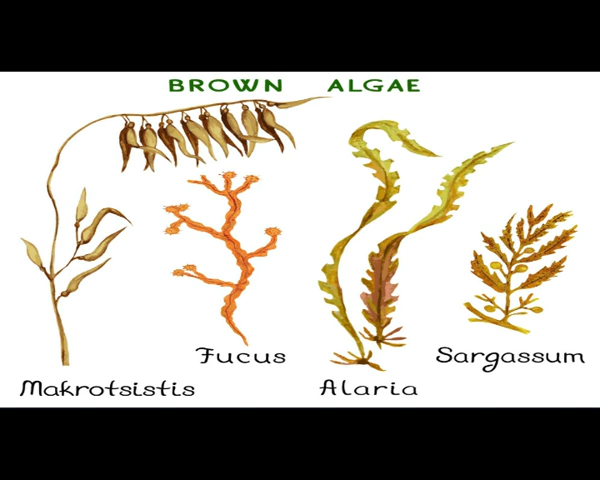 BROWN ALGAE
Fucus
Sargassum
Makrotsistis
Alaria